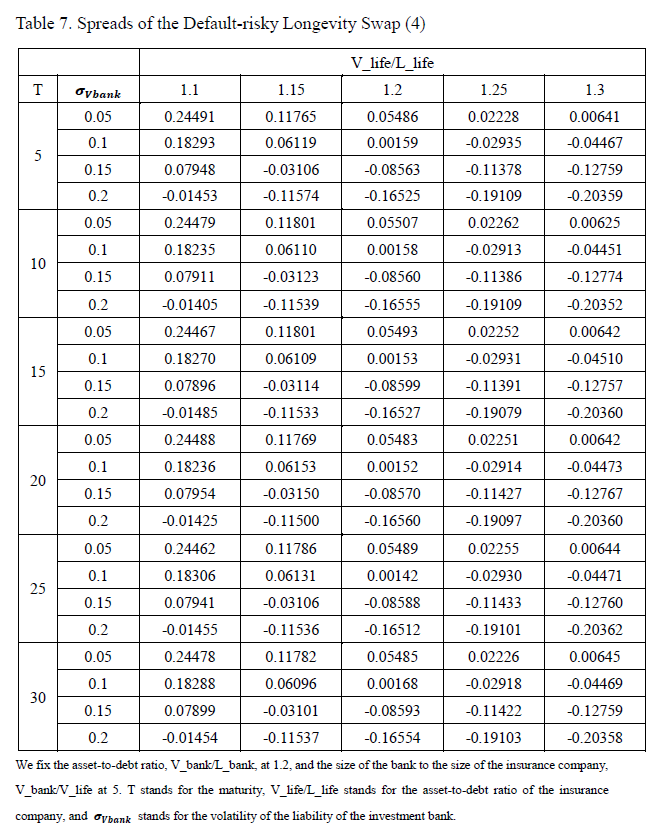 Table 7. Spreads of the Default-risky Longevity Swap (4)
V_life/L_life
T σVbank 1.1 1.15 1.2 1.25 1.3
5
0.05 0.24491 0.11765 0.05486 0.02228 0.00641
0.1 0.18293 0.06119 0.00159 -0.02935 -0.04467
0.15 0.07948 -0.03106 -0.08563 -0.11378 -0.12759
0.2 -0.01453 -0.11574 -0.16525 -0.19109 -0.20359
10
0.05 0.24479 0.11801 0.05507 0.02262 0.00625
0.1 0.18235 0.06110 0.00158 -0.02913 -0.04451
0.15 0.07911 -0.03123 -0.08560 -0.11386 -0.12774
0.2 -0.01405 -0.11539 -0.16555 -0.19109 -0.20352
15
0.05 0.24467 0.11801 0.05493 0.02252 0.00642
0.1 0.18270 0.06109 0.00153 -0.02931 -0.04510
0.15 0.07896 -0.03114 -0.08599 -0.11391 -0.12757
0.2 -0.01485 -0.11533 -0.16527 -0.19079 -0.20360
20
0.05 0.24488 0.11769 0.05483 0.02251 0.00642
0.1 0.18236 0.06153 0.00152 -0.02914 -0.04473
0.15 0.07954 -0.03150 -0.08570 -0.11427 -0.12767
0.2 -0.01425 -0.11500 -0.16560 -0.19097 -0.20360
25
0.05 0.24462 0.11786 0.05489 0.02255 0.00644
0.1 0.18306 0.06131 0.00142 -0.02930 -0.04471
0.15 0.07941 -0.03106 -0.08588 -0.11433 -0.12760
0.2 -0.01455 -0.11536 -0.16512 -0.19101 -0.20362
30
0.05 0.24478 0.11782 0.05485 0.02226 0.00645
0.1 0.18288 0.06096 0.00168 -0.02918 -0.04469
0.15 0.07899 -0.03101 -0.08593 -0.11422 -0.12759
0.2 -0.01454 -0.11537 -0.16554 -0.19103 -0.20358
We fix the asset-to-debt ratio, V_bank/L_bank, at 1.2, and the size of the bank to the size of the insurance company,
V_bank/V_life at 5. T stands for the maturity, V_life/L_life stands for the asset-to-debt ratio of the insurance
company, and σVbank stands for the volatility of the liability of the investment bank.